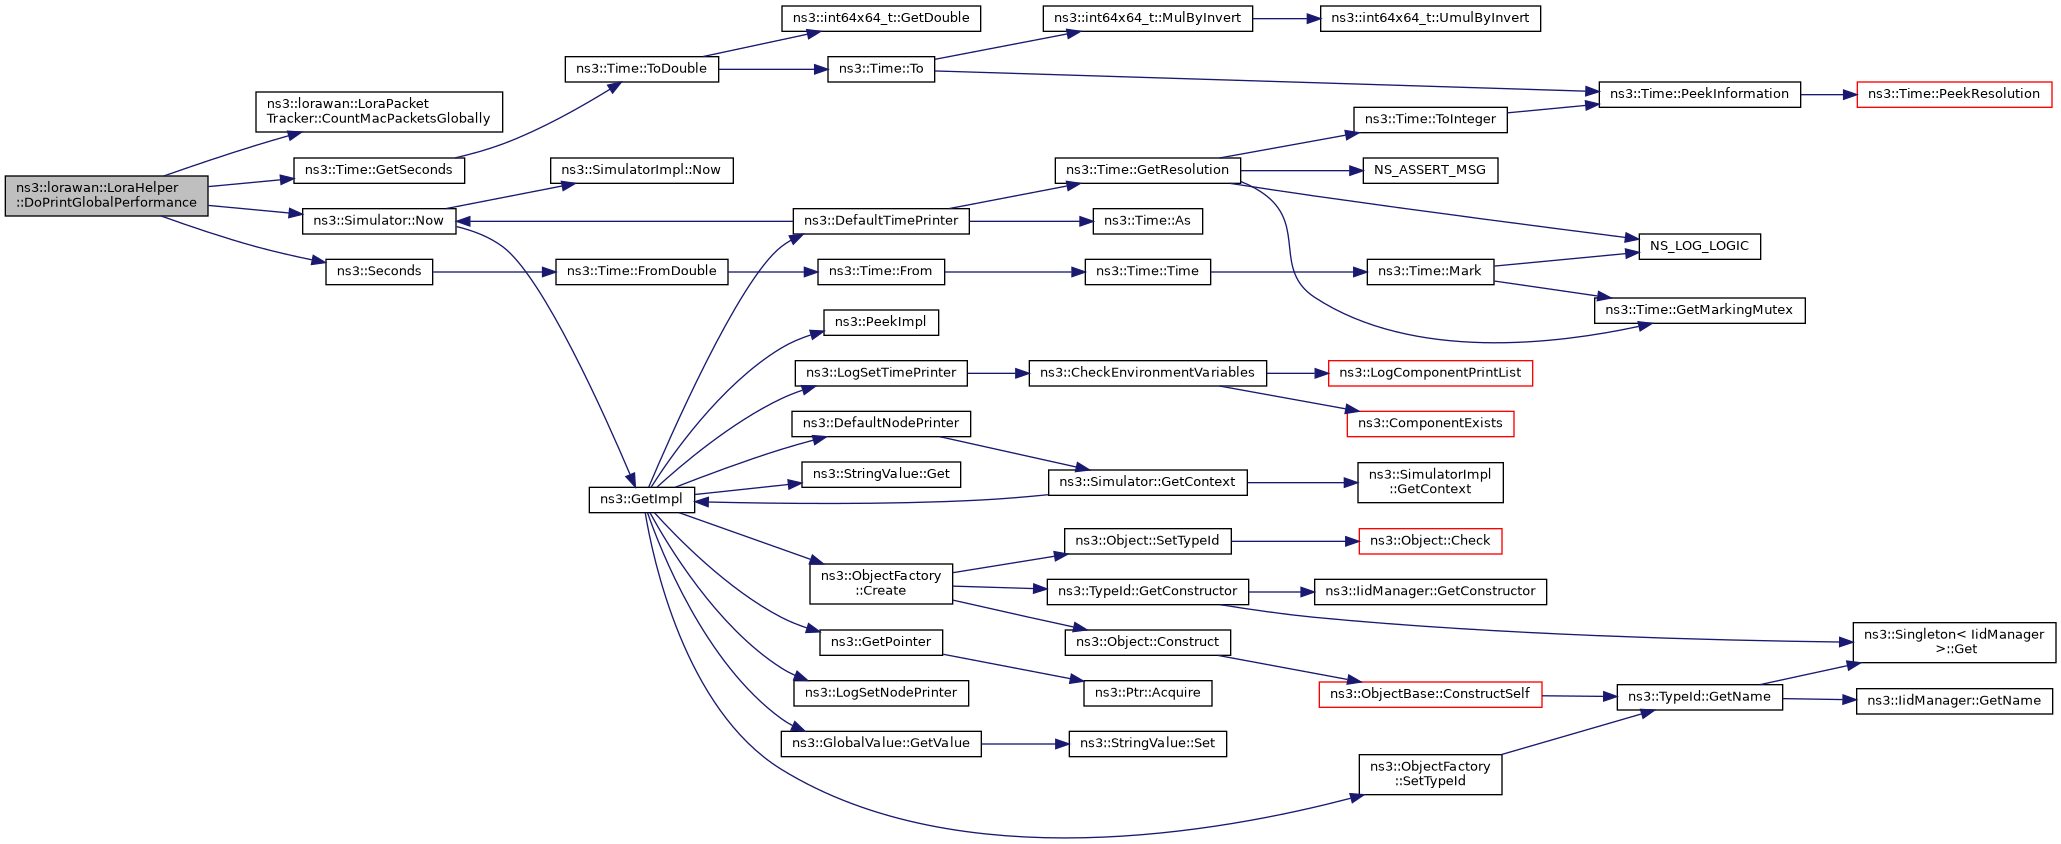 ns3::lorawan::LoraHelper
::DoPrintGlobalPerformance
ns3::lorawan::LoraPacket
Tracker::CountMacPacketsGlobally
ns3::Time::GetSeconds
ns3::Simulator::Now
ns3::Seconds
ns3::Time::ToDouble
ns3::int64x64_t::GetDouble
ns3::Time::To
ns3::int64x64_t::MulByInvert
ns3::int64x64_t::UmulByInvert
ns3::Time::PeekInformation
ns3::Time::PeekResolution
ns3::SimulatorImpl::Now
ns3::GetImpl
ns3::DefaultTimePrinter
ns3::Time::GetResolution
ns3::Time::ToInteger
NS_ASSERT_MSG
NS_LOG_LOGIC
ns3::Time::GetMarkingMutex
ns3::Time::As
ns3::Time::FromDouble
ns3::Time::From
ns3::Time::Time
ns3::Time::Mark
ns3::PeekImpl
ns3::LogSetTimePrinter
ns3::CheckEnvironmentVariables
ns3::LogComponentPrintList
ns3::ComponentExists
ns3::DefaultNodePrinter
ns3::Simulator::GetContext
ns3::SimulatorImpl
::GetContext
ns3::StringValue::Get
ns3::ObjectFactory
::Create
ns3::Object::SetTypeId
ns3::Object::Check
ns3::TypeId::GetConstructor
ns3::IidManager::GetConstructor
ns3::Singleton< IidManager
>::Get
ns3::Object::Construct
ns3::ObjectBase::ConstructSelf
ns3::TypeId::GetName
ns3::IidManager::GetName
ns3::GetPointer
ns3::Ptr::Acquire
ns3::LogSetNodePrinter
ns3::GlobalValue::GetValue
ns3::StringValue::Set
ns3::ObjectFactory
::SetTypeId